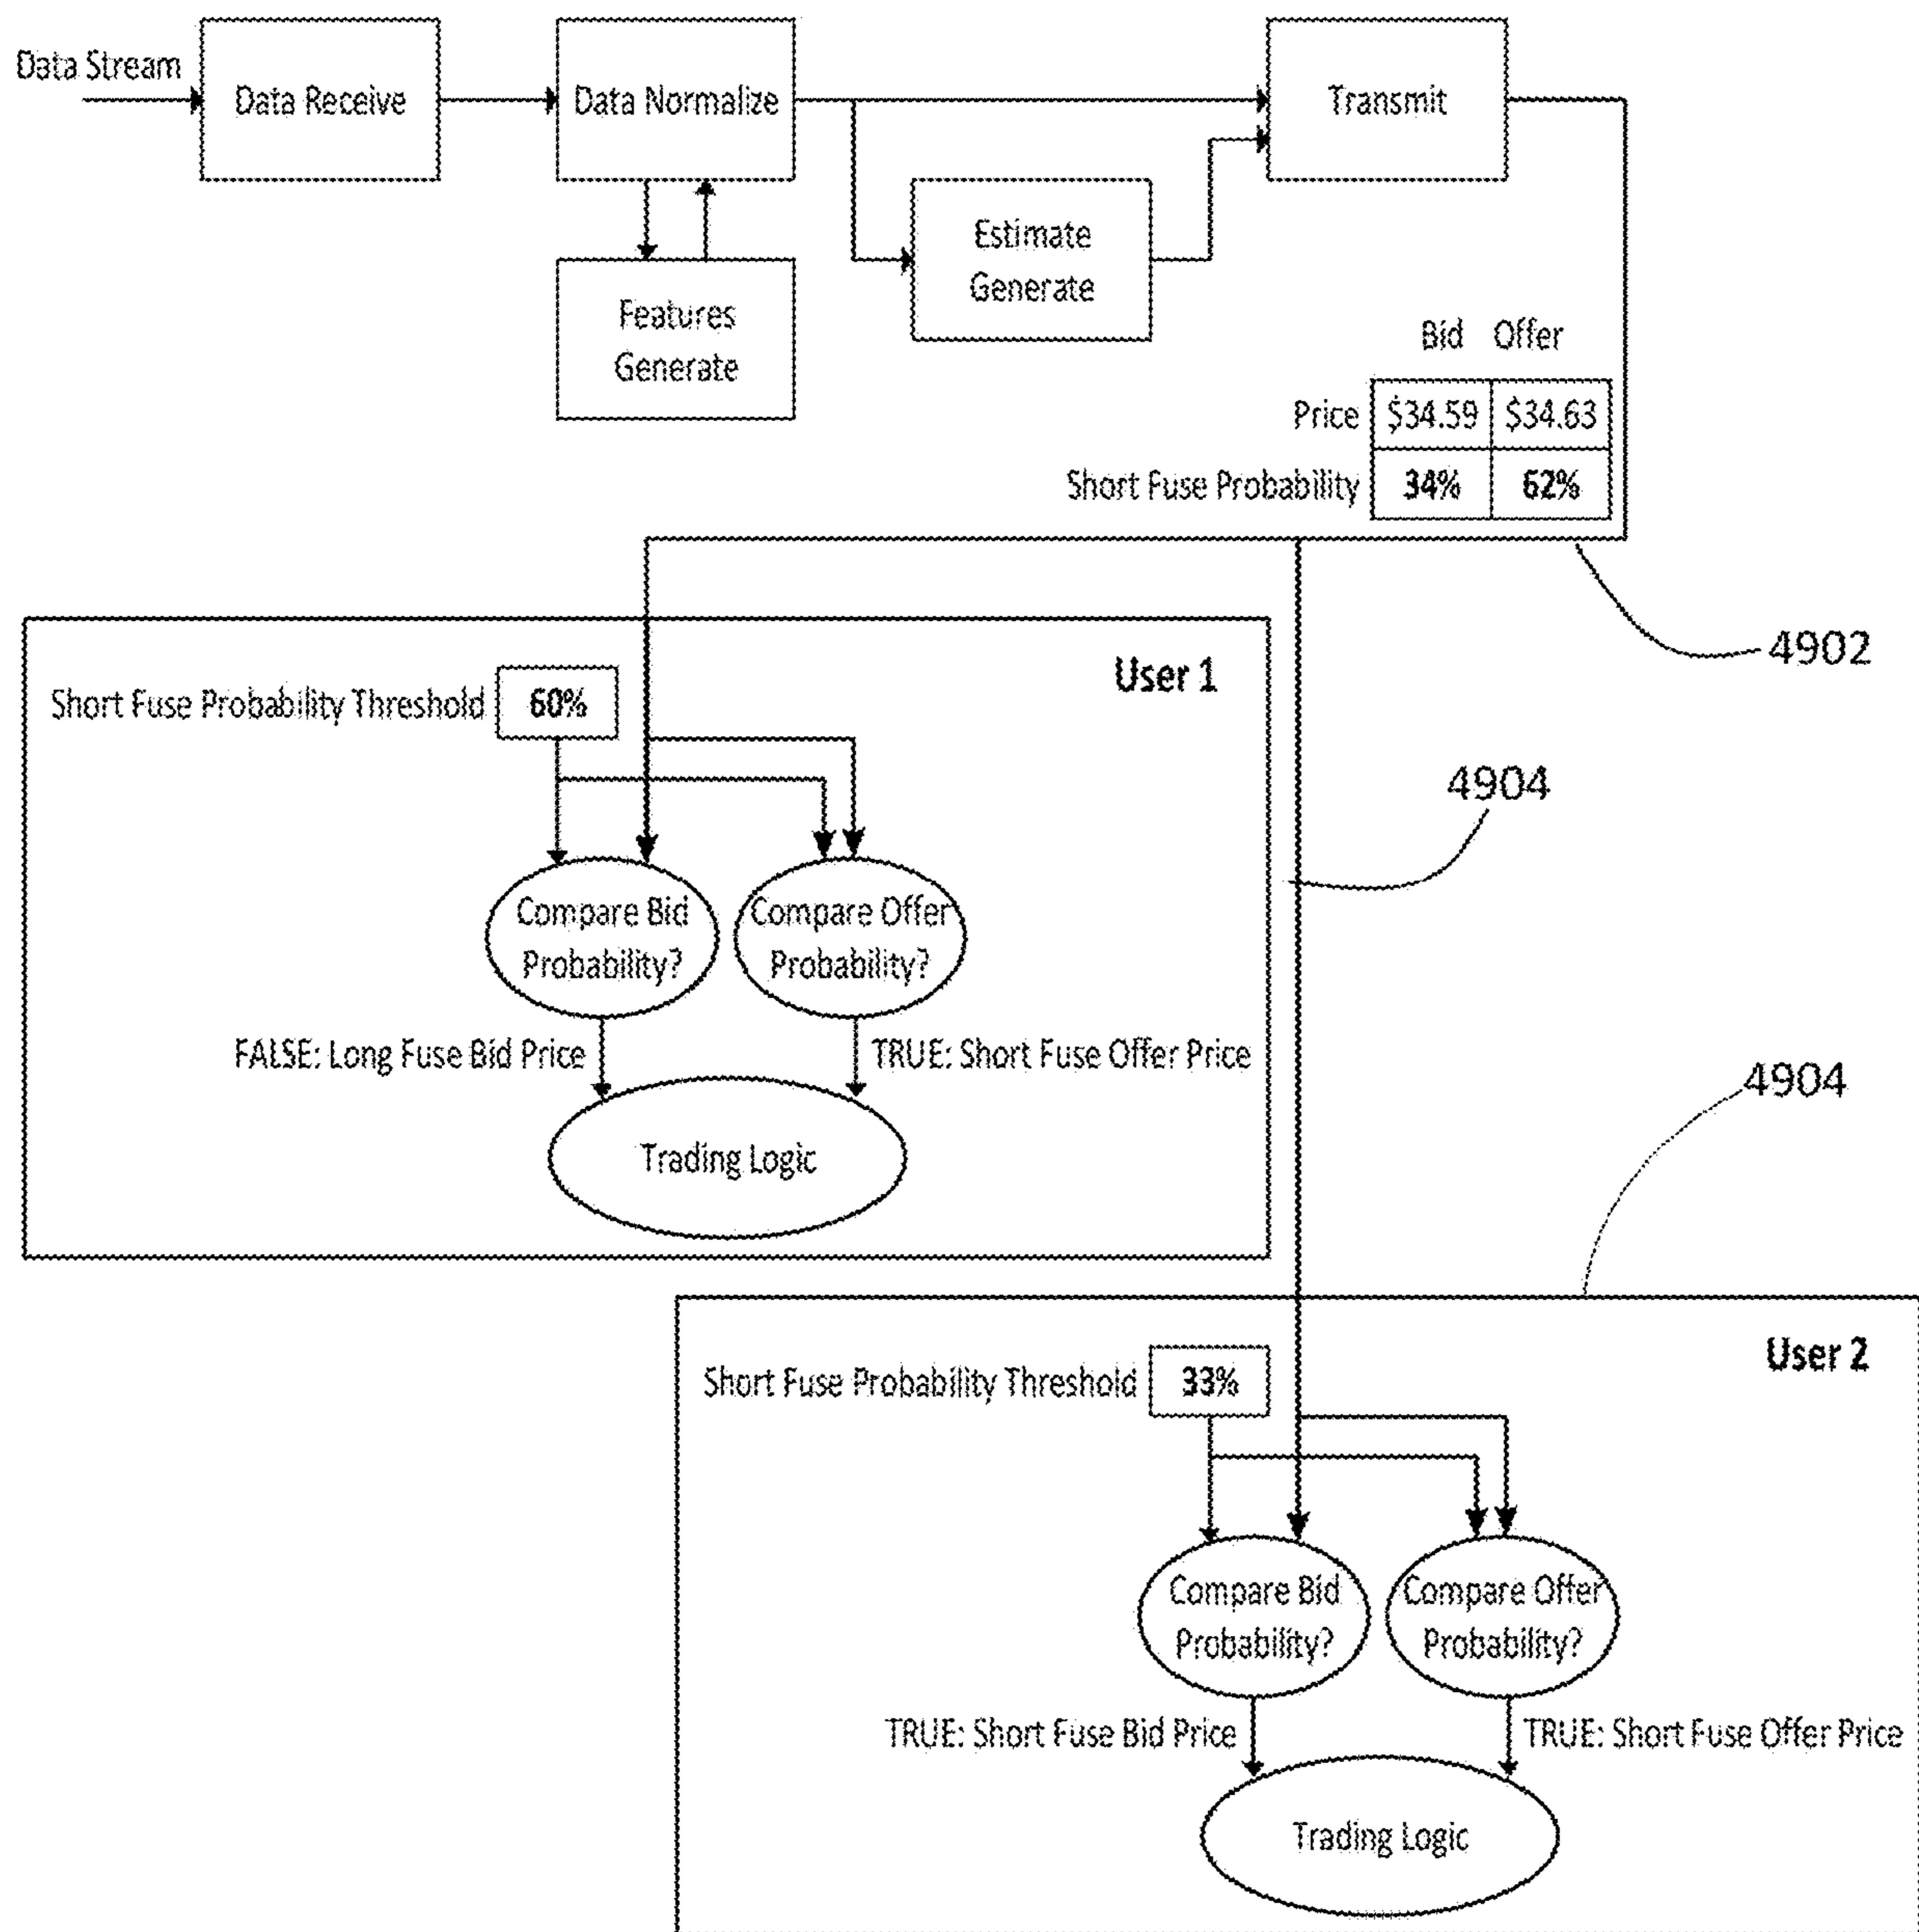 Data Stream
Data Receive
Data Normalize
Transmit
Estimate
Generate
Features
Generate
Bid Offer
Price $34.59 $34.63
Short Fuse Probability 34% 62%
4902
User 1
Short Fuse Probability Threshold 60%
4904
Compare Bid
Probability?
Compare Offer
Probability?
FALSE: Long Fuse Bid Price
TRUE: Short Fuse Offer Price
Trading Logic
4904
User 2
Short Fuse Probability Threshold 33%
Compare Bid
Probability?
Compare Offer
Probability?
TRUE: Short Fuse Bid Price
TRUE: Short Fuse Offer Price
Trading Logic